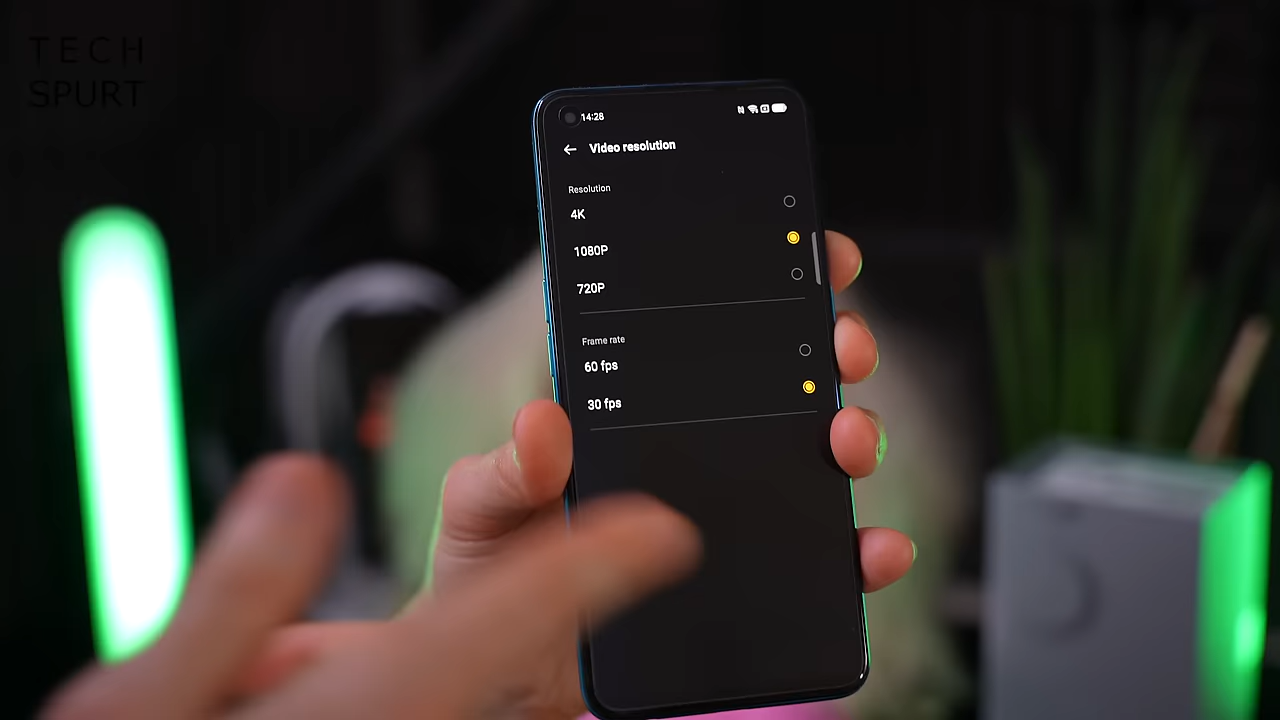 TECH
SPURT
14:28
Video resolution
Resolution
4K
1080P
720P
Frame rate
60 fps
30 fps